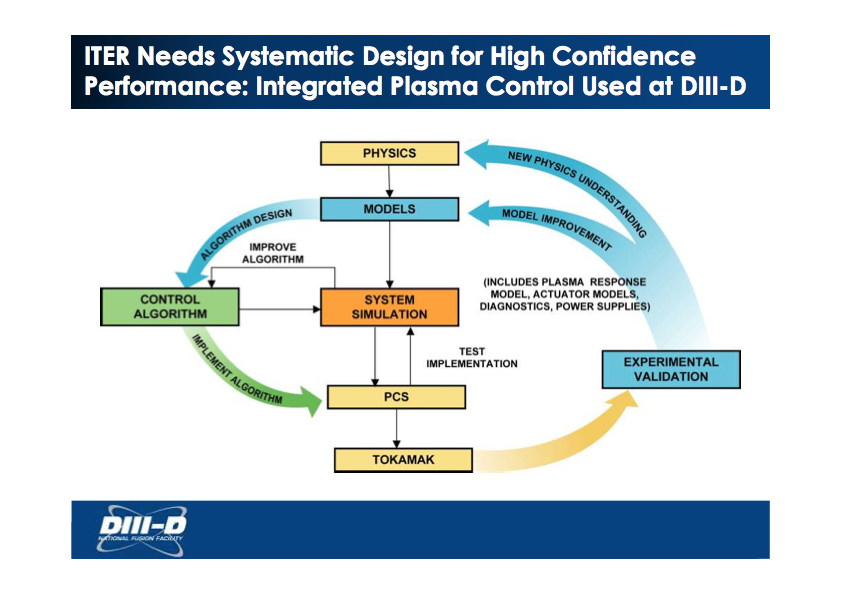 ITER Needs Systematic Design for High Confidence
Performance: Integrated Plasma Control Used at DIII-D
PHYSICS
NEW PHYSICS UNDERSTANDING
MODELS
MODEL IMPROVEMENT
ALGORITHM DESIGN
IMPROVE
ALGORITHM
(INCLUDES PLASMA RESPONSE
MODEL, ACTUATOR MODELS,
DIAGNOSTICS, POWER SUPPLIES)
CONTROL
ALGORITHM
SYSTEM
SIMULATION
IMPLEMENT ALGORITHM
TEST
IMPLEMENTATION
EXPERIMENTAL
VALIDATION
PCS
TOKAMAK
DIII-D
NATIONAL FUSION FACILITY